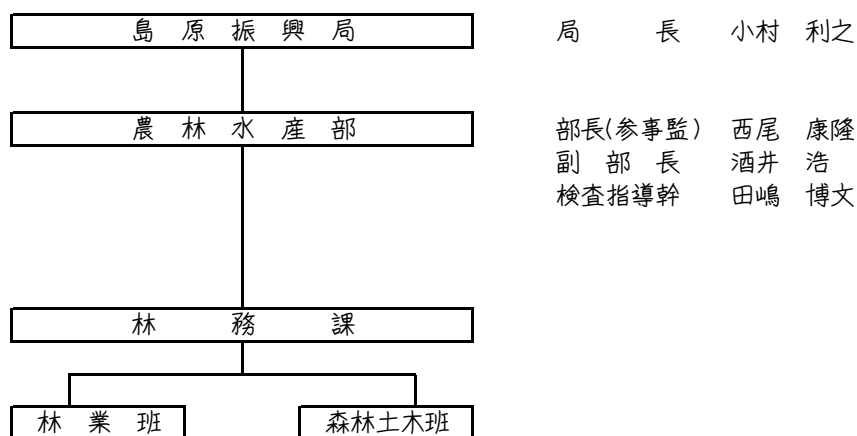 島原振興局 局長 小村 利之
農林水産部 部長(参事監) 西尾 康隆
副部長 酒井 浩
検査指導幹 田嶋 博文
林務課
林業班 森林土木班